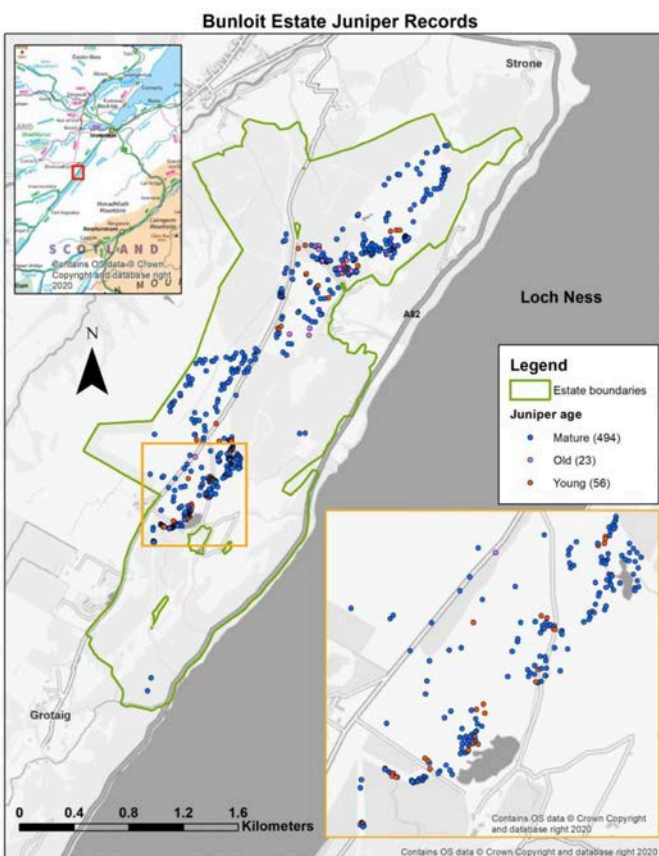 Bunloit Estate Juniper Records
Strone
SCOTLAND
Contains OS data © Crown
Copyright and database right
2020
Loch Ness
A82
N
Legend
Estate boundaries
Juniper age
Mature (494)
Old (23)
Young (56)
Grotaig
0 0.4 0.8 1.2 1.6
Kilometers
Contains OS data © Crown Copyright
and database right 2020
Contains OS data © Crown Copyright and database right 2020